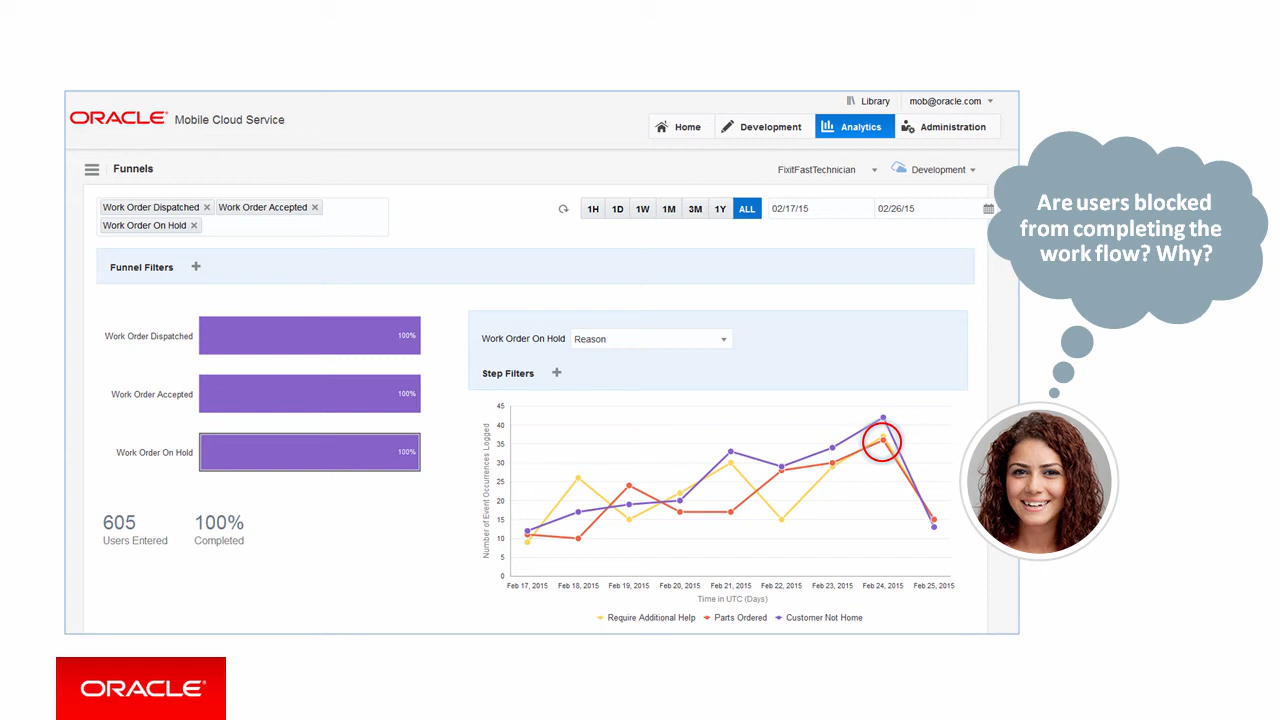 Library
mob@oracle.com
ORACLE® Mobile Cloud Service
Home
Development
Analytics
Administration
Funnels
FixitFastTechnician
Development
Work Order Dispatched ×
Work Order Accepted ×
Work Order On Hold ×
1H
1D
1W
1M
3M
1Y
ALL
02/17/15
02/26/15
Funnel Filters +
Work Order Dispatched
100%
Work Order Accepted
100%
Work Order On Hold
100%
605
Users Entered
100%
Completed
Work Order On Hold
Reason
Step Filters +
Number of Event Occurrences Logged
45
40
35
30
25
20
15
10
5
0
Feb 17, 2015
Feb 18, 2015
Feb 19, 2015
Feb 20, 2015
Feb 21, 2015
Feb 22, 2015
Feb 23, 2015
Feb 24, 2015
Feb 25, 2015
Time in UTC (Days)
Require Additional Help
Parts Ordered
Customer Not Home
Are users blocked
from completing the
work flow? Why?
ORACLE®